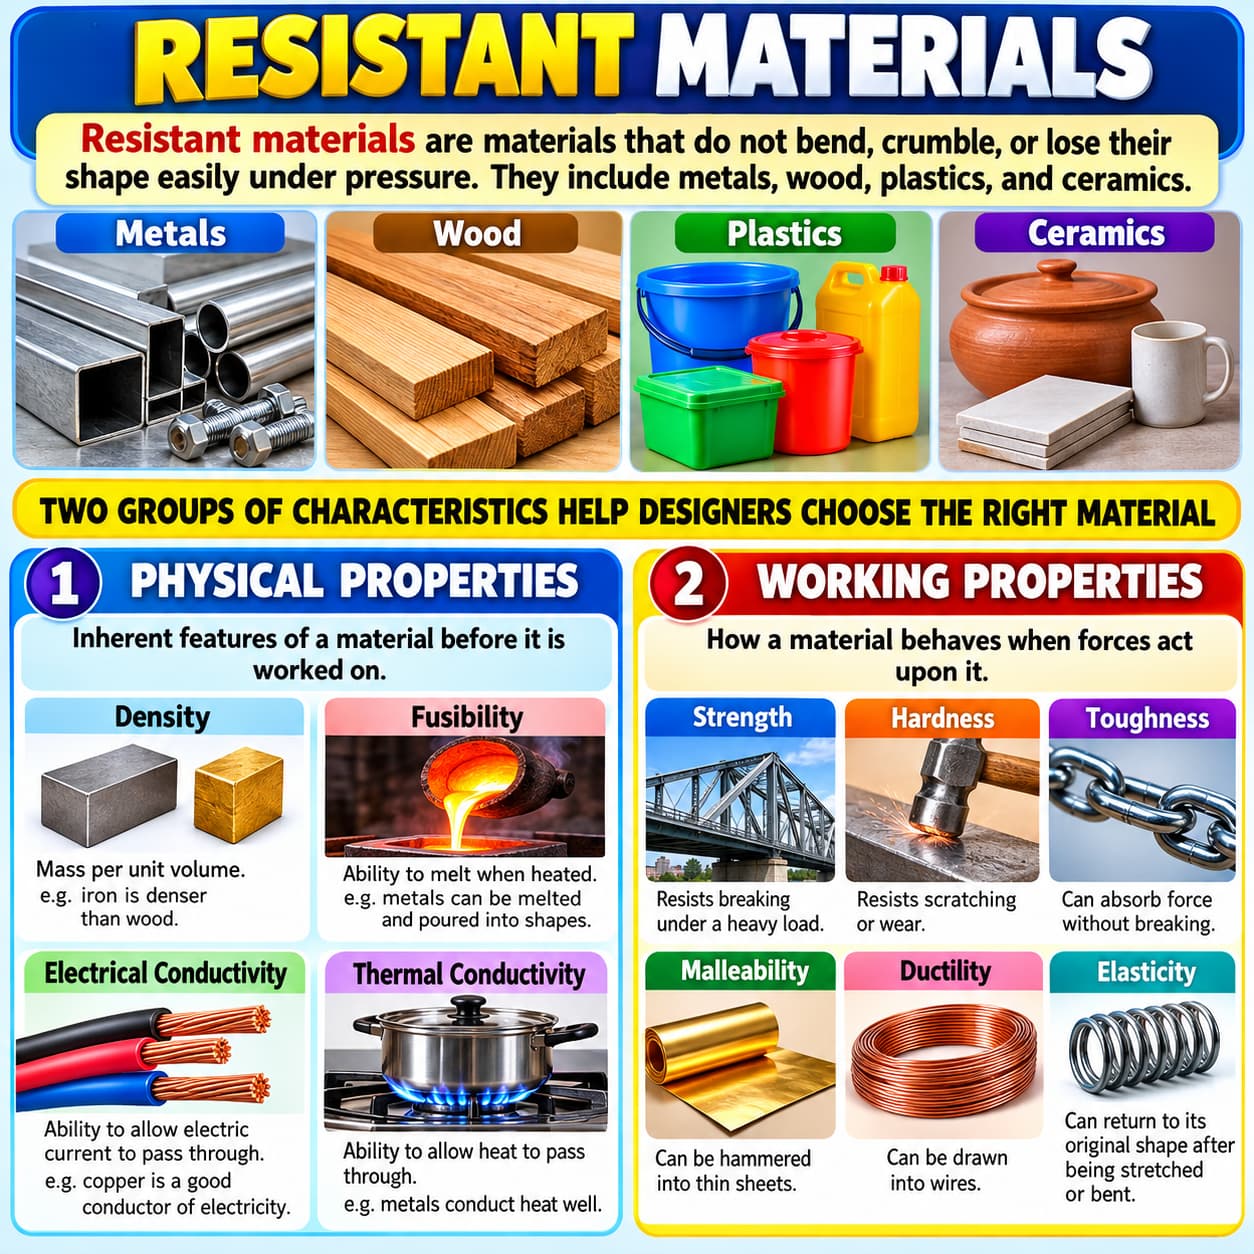 RESISTANT MATERIALS
Resistant materials are materials that do not bend, crumble, or lose their
shape easily under pressure. They include metals, wood, plastics, and ceramics.
Metals
Wood
Plastics
Ceramics
TWO GROUPS OF CHARACTERISTICS HELP DESIGNERS CHOOSE THE RIGHT MATERIAL
1 PHYSICAL PROPERTIES
Inherent features of a material before it is
worked on.
Density
Mass per unit volume.
e.g. iron is denser
than wood.
Fusibility
Ability to melt when heated.
e.g. metals can be melted
and poured into shapes.
Electrical Conductivity
Ability to allow electric
current to pass through.
e.g. copper is a good
conductor of electricity.
Thermal Conductivity
Ability to allow heat to pass
through.
e.g. metals conduct heat well.
2 WORKING PROPERTIES
How a material behaves when forces act
upon it.
Strength
Resists breaking
under a heavy load.
Hardness
Resists scratching
or wear.
Toughness
Can absorb force
without breaking.
Malleability
Can be hammered
into thin sheets.
Ductility
Can be drawn
into wires.
Elasticity
Can return to its
original shape after
being stretched
or bent.